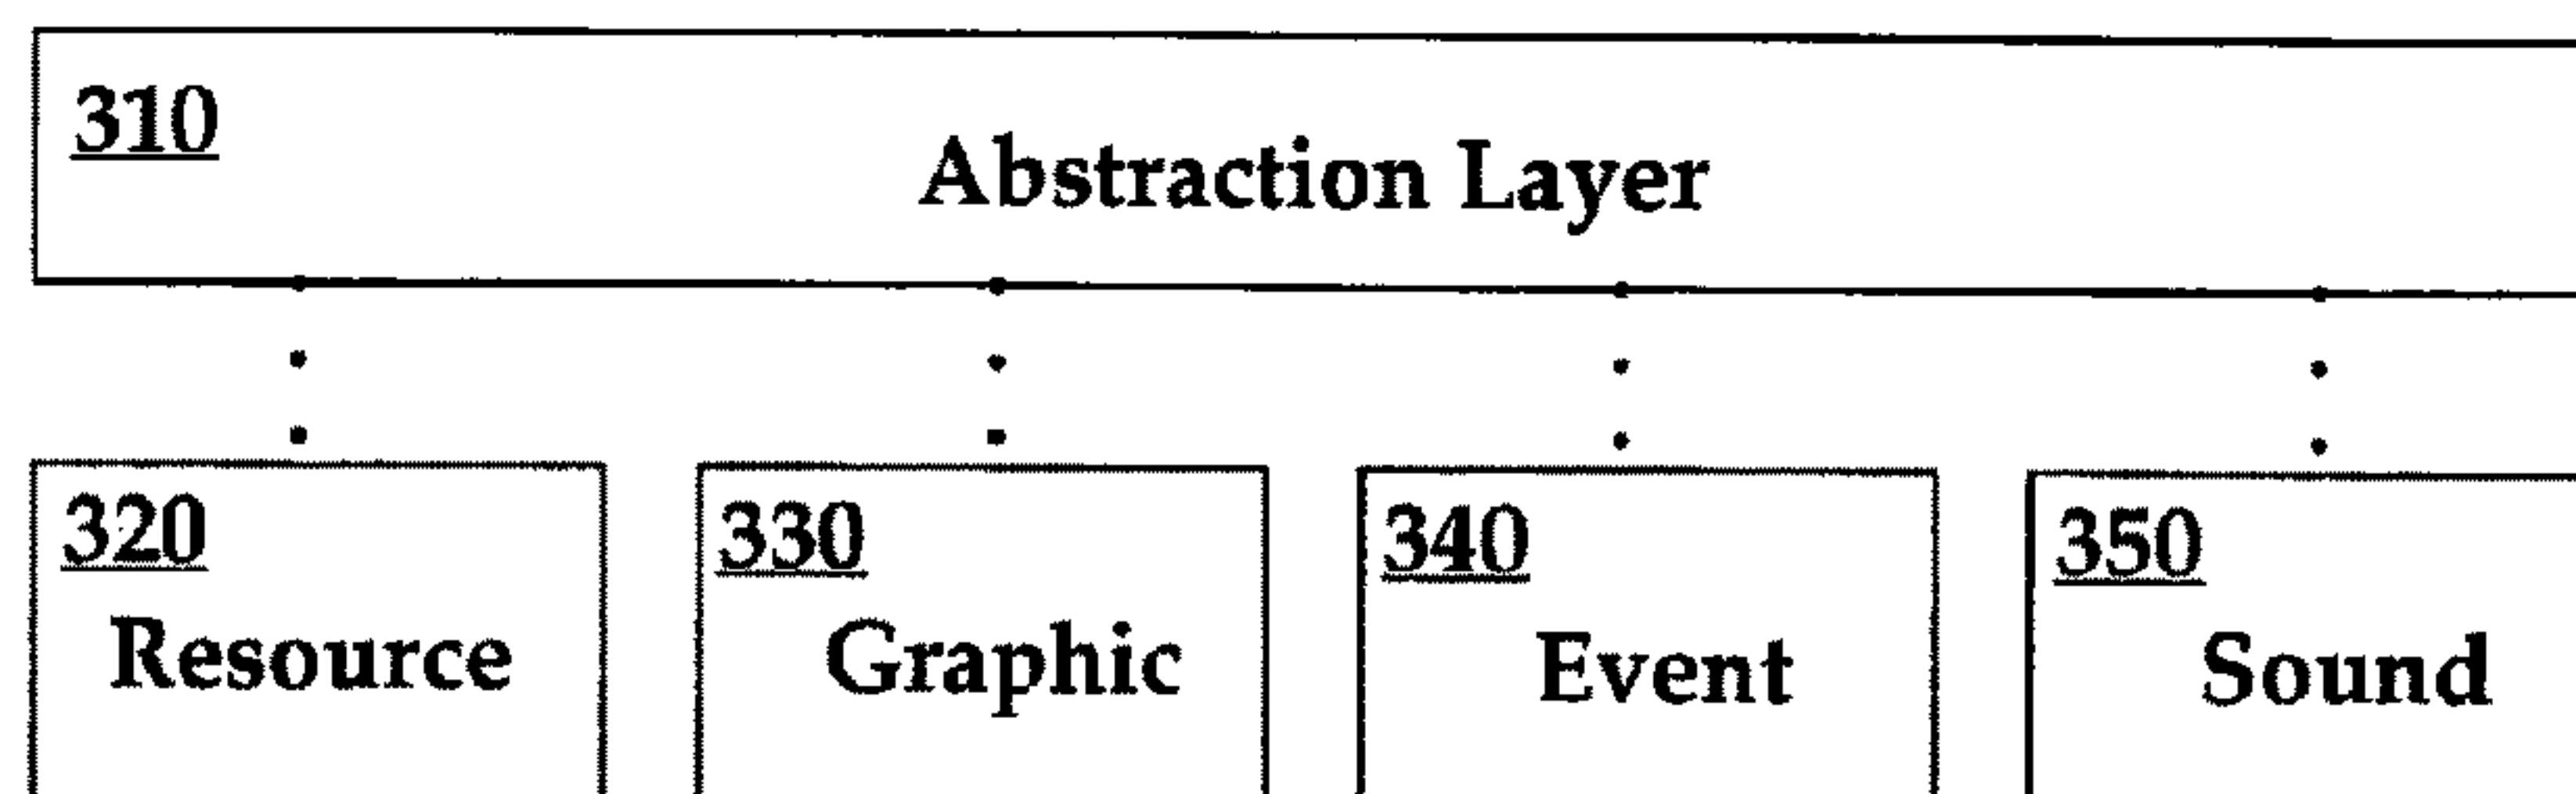 310
Abstraction Layer
320
Resource
330
Graphic
340
Event
350
Sound